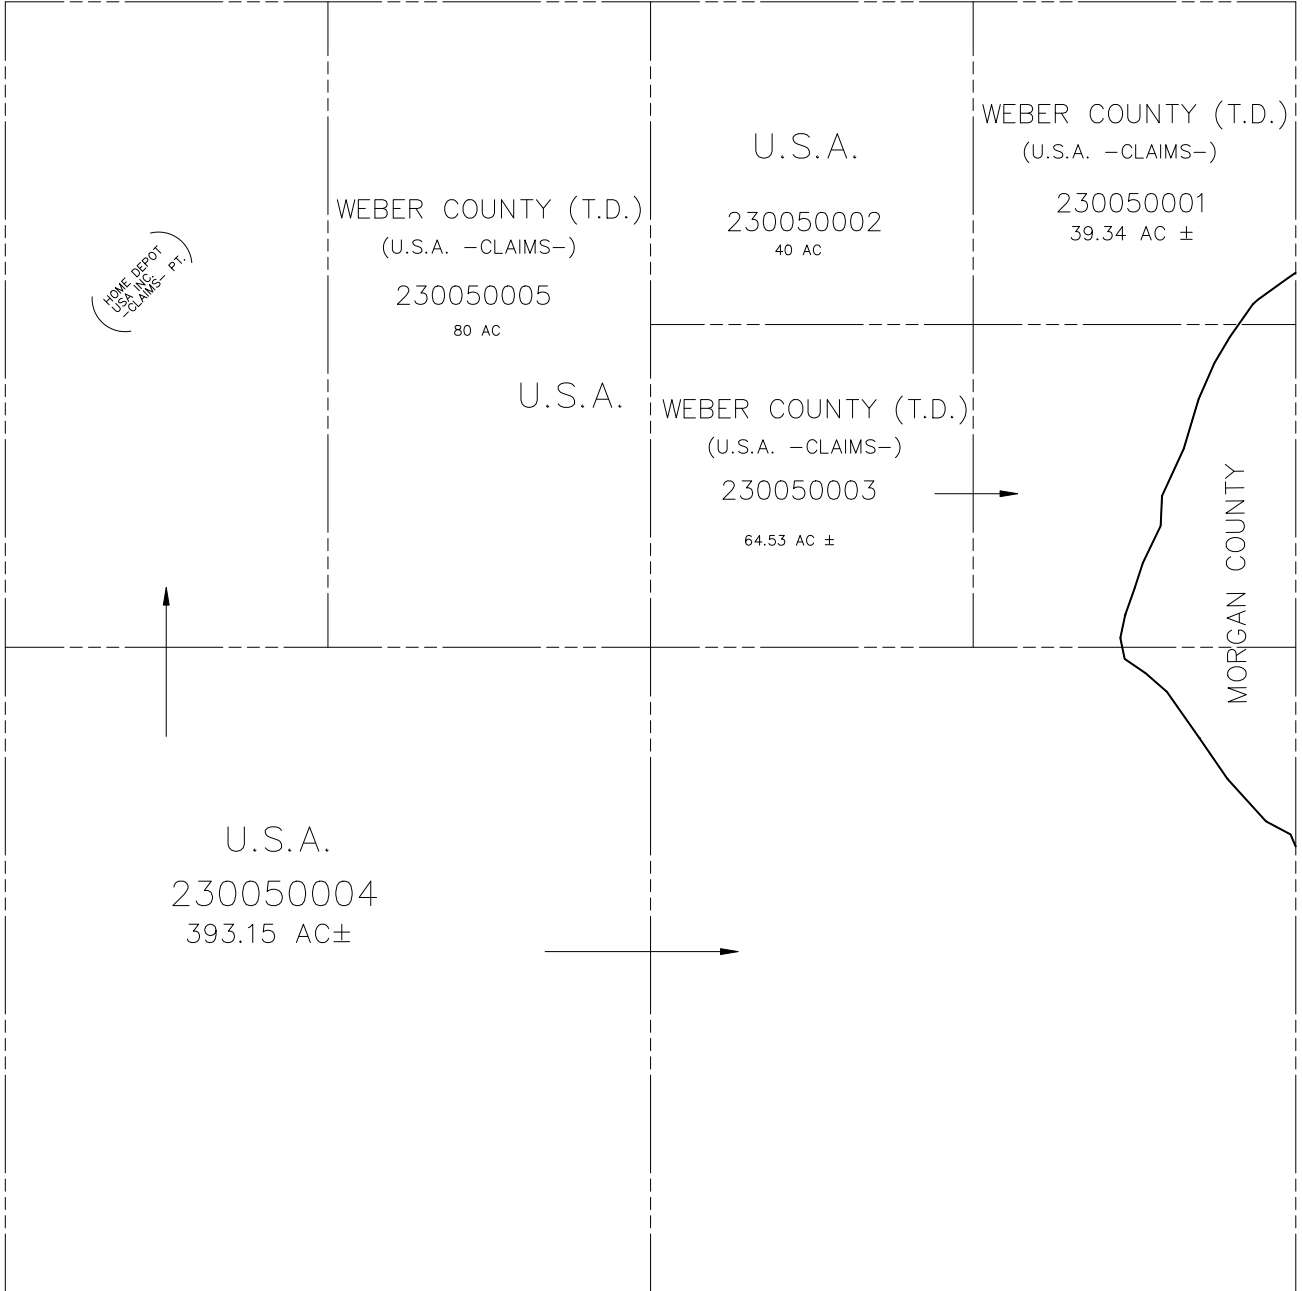 WEBER COUNTY (T.D.)
(U.S.A. -CLAIMS-)
230050001
39.34 AC ±
U.S.A.
230050002
40 AC
WEBER COUNTY (T.D.)
(U.S.A. -CLAIMS-)
230050005
80 AC
(HOME DEPOT
USA INC.
-CLAIMS- PT.)
U.S.A.
WEBER COUNTY (T.D.)
(U.S.A. -CLAIMS-)
230050003
64.53 AC ±
MORGAN COUNTY
U.S.A.
230050004
393.15 AC±